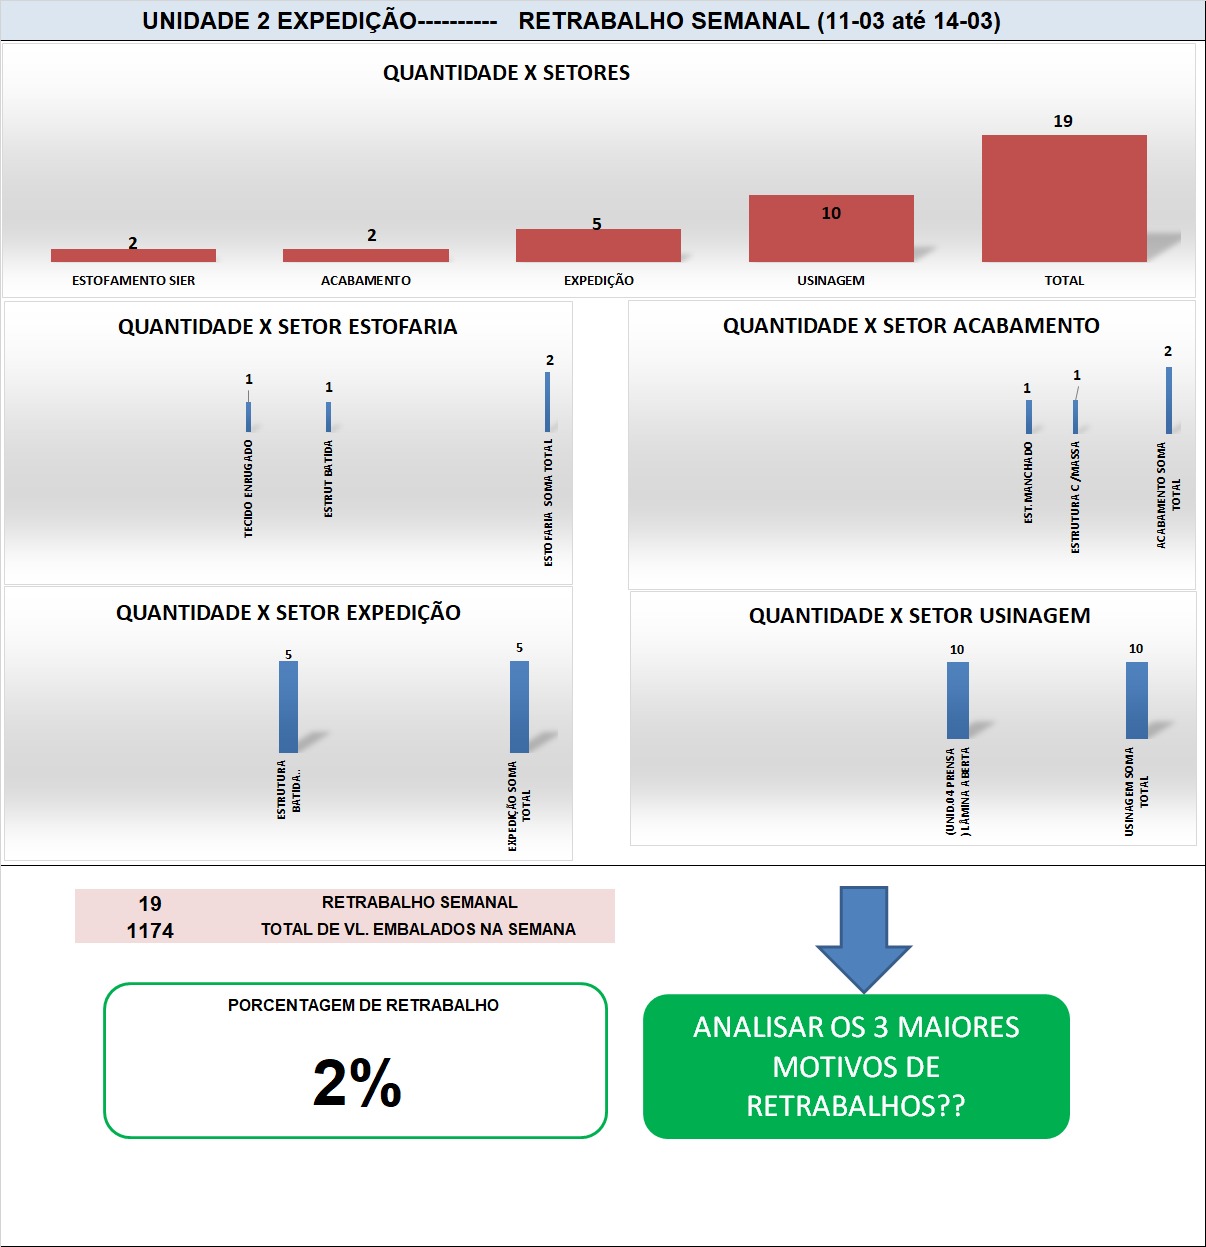 UNIDADE 2 EXPEDIÇÃO---------- RETRABALHO SEMANAL (11-03 até 14-03)
QUANTIDADE X SETORES
2
2
5
10
19
ESTOFAMENTO SIER
ACABAMENTO
EXPEDIÇÃO
USINAGEM
TOTAL
QUANTIDADE X SETOR ESTOFARIA
1
1
2
TECIDO ENRUGADO
ESTRUT BATIDA
ESTOFARIA SOMA TOTAL
QUANTIDADE X SETOR ACABAMENTO
1
1
2
EST.MANCHADO
ESTRUTURA C /MASSA
ACABAMENTO SOMA
TOTAL
QUANTIDADE X SETOR EXPEDIÇÃO
5
5
ESTRUTURA
BATIDA..
EXPEDIÇÃO SOMA
TOTAL
QUANTIDADE X SETOR USINAGEM
10
10
(UNID.04 PRENSA
) LÂMINA ABERTA
USINAGEM SOMA
TOTAL
19 RETRABALHO SEMANAL
1174 TOTAL DE VL. EMBALADOS NA SEMANA
PORCENTAGEM DE RETRABALHO
2%
ANALISAR OS 3 MAIORES
MOTIVOS DE
RETRABALHOS??